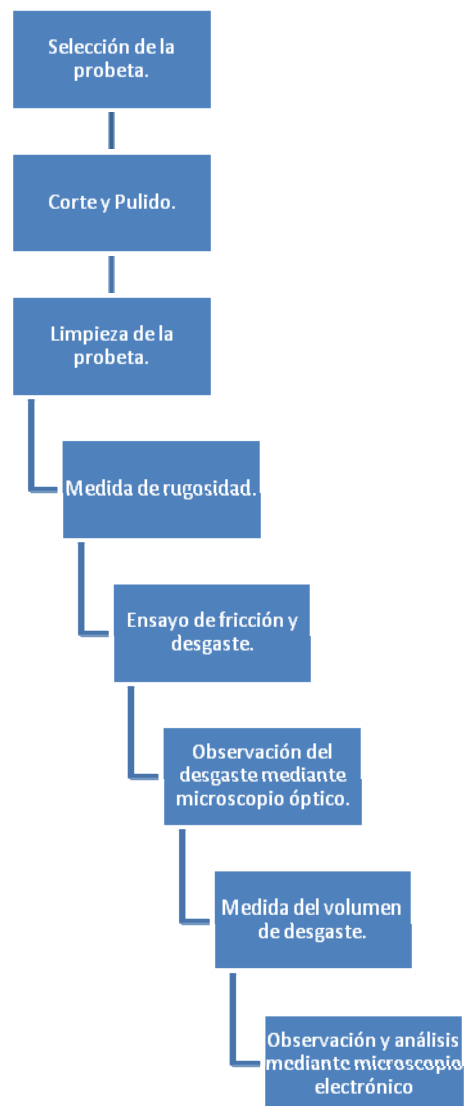 Selección de la
probeta.
Corte y Pulido.
Limpieza de la
probeta.
Medida de rugosidad.
Ensayo de fricción y
desgaste.
Observación del
desgaste mediante
microscopio óptico.
Medida del volumen
de desgaste.
Observación y análisis
mediante microscopio
electrónico